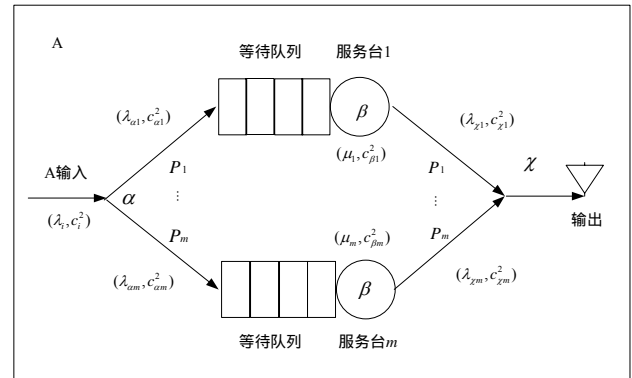 A
等待队列
服务台1
(λα1, c²α1)
β
(λχ1, c²χ1)
(μ1, c²β1)
A输入
P1
P1
χ
⋮
α
⋮
(λi, c²i)
输出
Pm
(μm, c²βm)
Pm
(λαm, c²αm)
β
(λχm, c²χm)
等待队列
服务台m